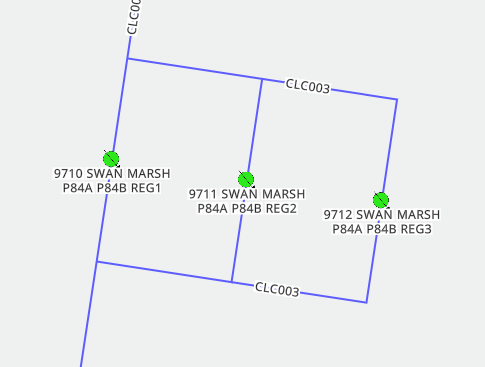 CLC00
CLC003
9710 SWAN MARSH
P84A P84B REG1
9711 SWAN MARSH
P84A P84B REG2
9712 SWAN MARSH
P84A P84B REG3
CLC003